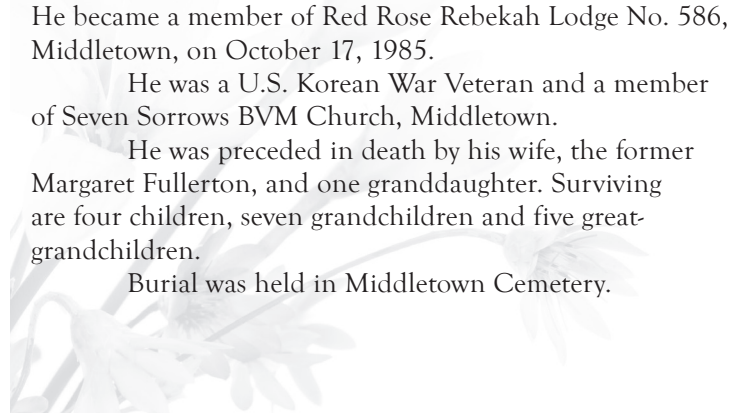 He became a member of Red Rose Rebekah Lodge No. 586,
Middletown, on October 17, 1985.
He was a U.S. Korean War Veteran and a member
of Seven Sorrows BVM Church, Middletown.
He was preceded in death by his wife, the former
Margaret Fullerton, and one granddaughter. Surviving
are four children, seven grandchildren and five great-
grandchildren.
Burial was held in Middletown Cemetery.